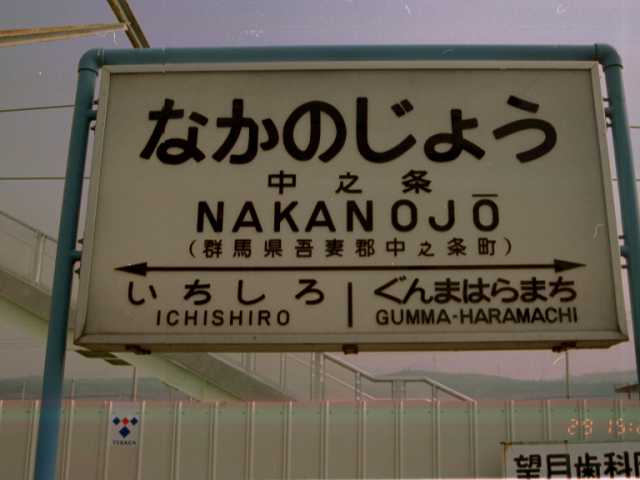 なかのじょう
中之条
NAKANOJŌ
(群馬県吾妻郡中之条町)
いちしろ
ぐんまはらまち
ICHISHIRO
GUMMA-HARAMACHI
望月歯科